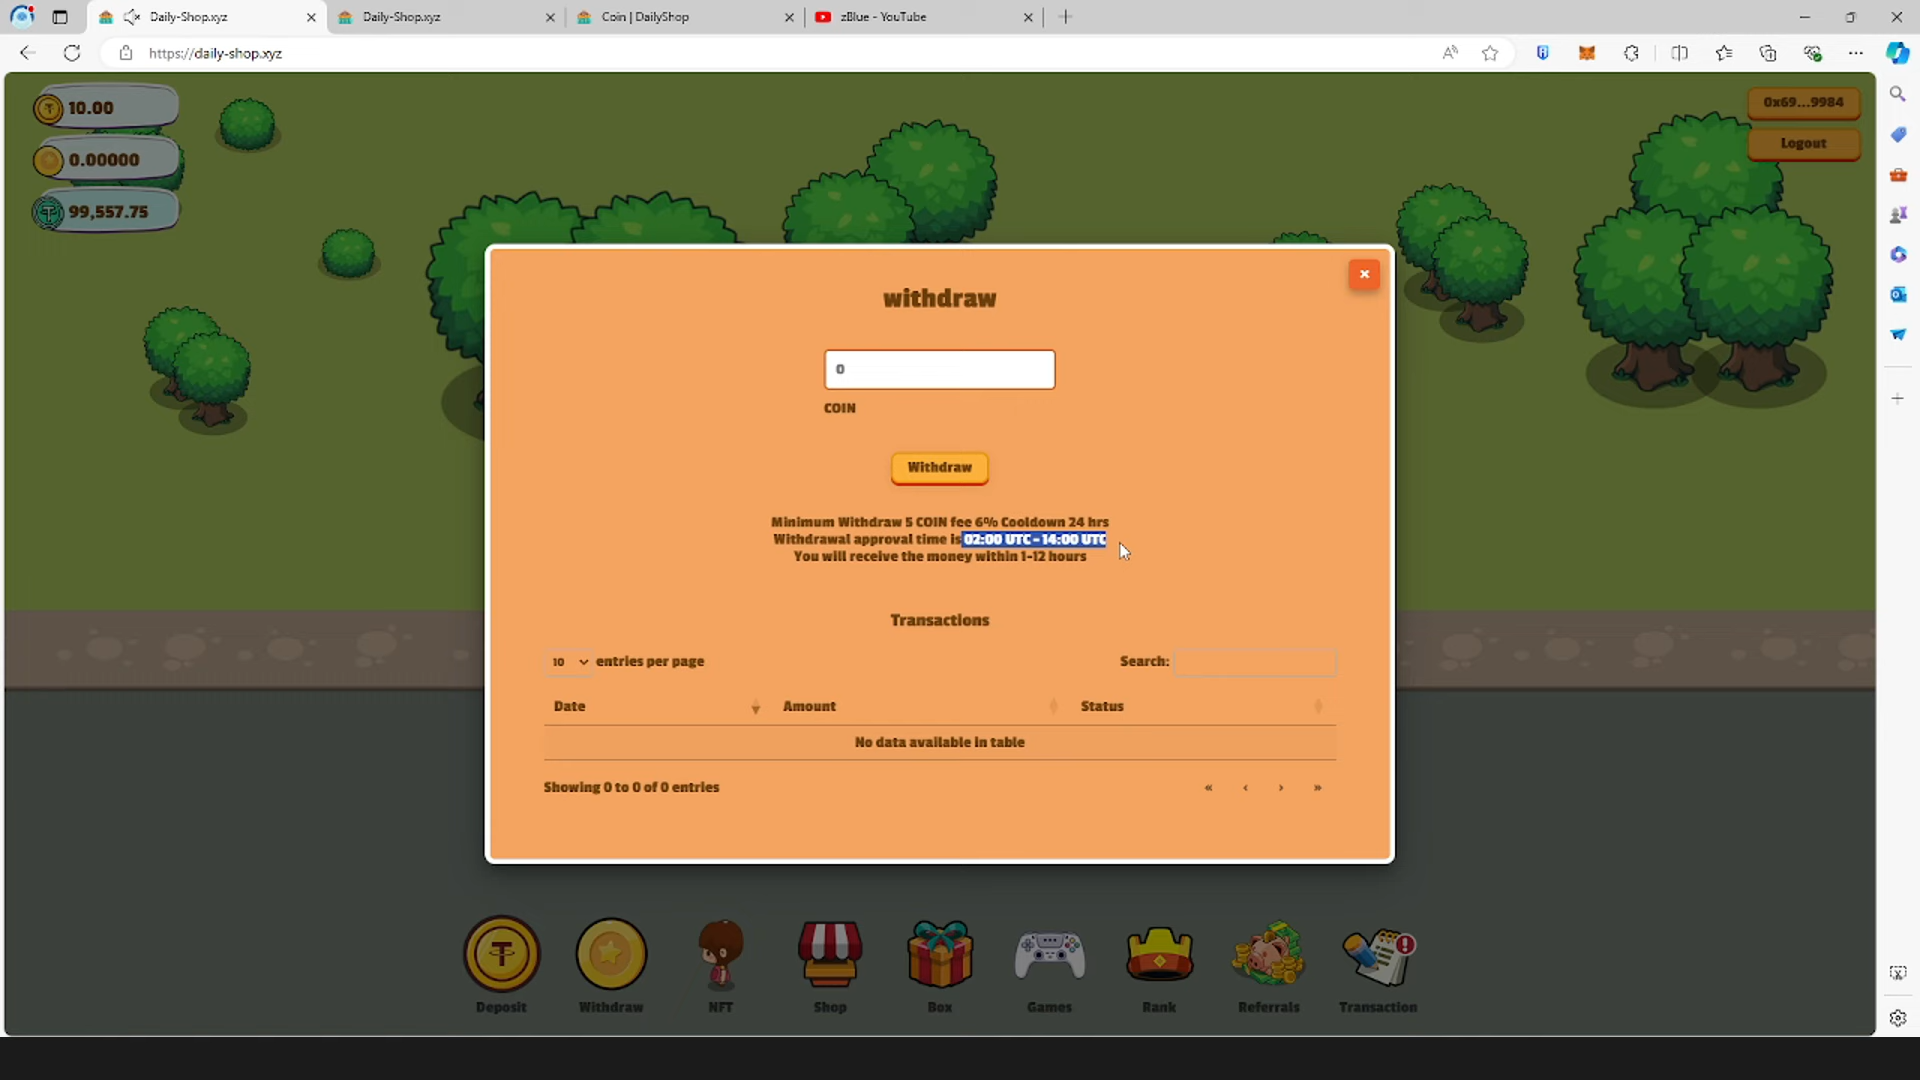 Daily-Shop.xyz
Daily-Shop.xyz
Coin | DailyShop
zBlue - YouTube
https://daily-shop.xyz
10.00
0.00000
99,557.75
0x69...9984
Logout
withdraw
0
COIN
Withdraw
Minimum Withdraw 5 COIN fee 6% Cooldown 24 hrs
Withdrawal approval time is 02:00 UTC - 14:00 UTC
You will receive the money within 1-12 hours
Transactions
10 entries per page
Search:
Date Amount Status
No data available in table
Showing 0 to 0 of 0 entries
« ‹ › »
Deposit Withdraw NFT Shop Box Games Rank Referrals Transaction